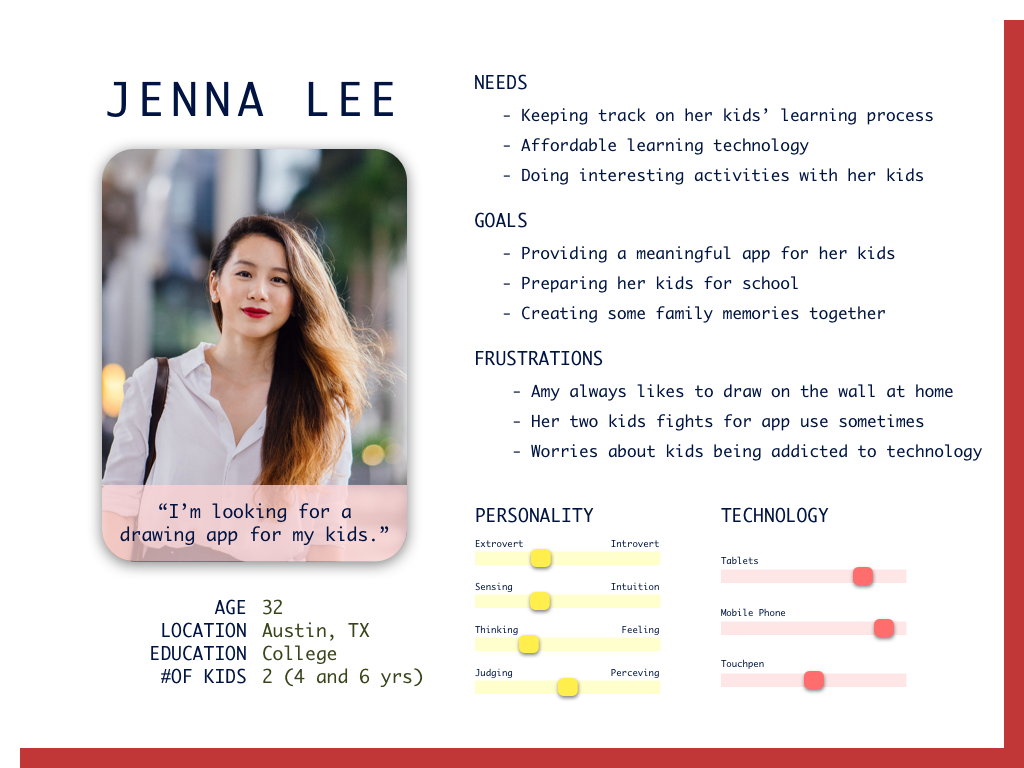 JENNA LEE
“I’m looking for a
drawing app for my kids.”
AGE 32
LOCATION Austin, TX
EDUCATION College
#OF KIDS 2 (4 and 6 yrs)
NEEDS
- Keeping track on her kids’ learning process
- Affordable learning technology
- Doing interesting activities with her kids
GOALS
- Providing a meaningful app for her kids
- Preparing her kids for school
- Creating some family memories together
FRUSTRATIONS
- Amy always likes to draw on the wall at home
- Her two kids fights for app use sometimes
- Worries about kids being addicted to technology
PERSONALITY
Extrovert Introvert
Sensing Intuition
Thinking Feeling
Judging Perceving
TECHNOLOGY
Tablets
Mobile Phone
Touchpen